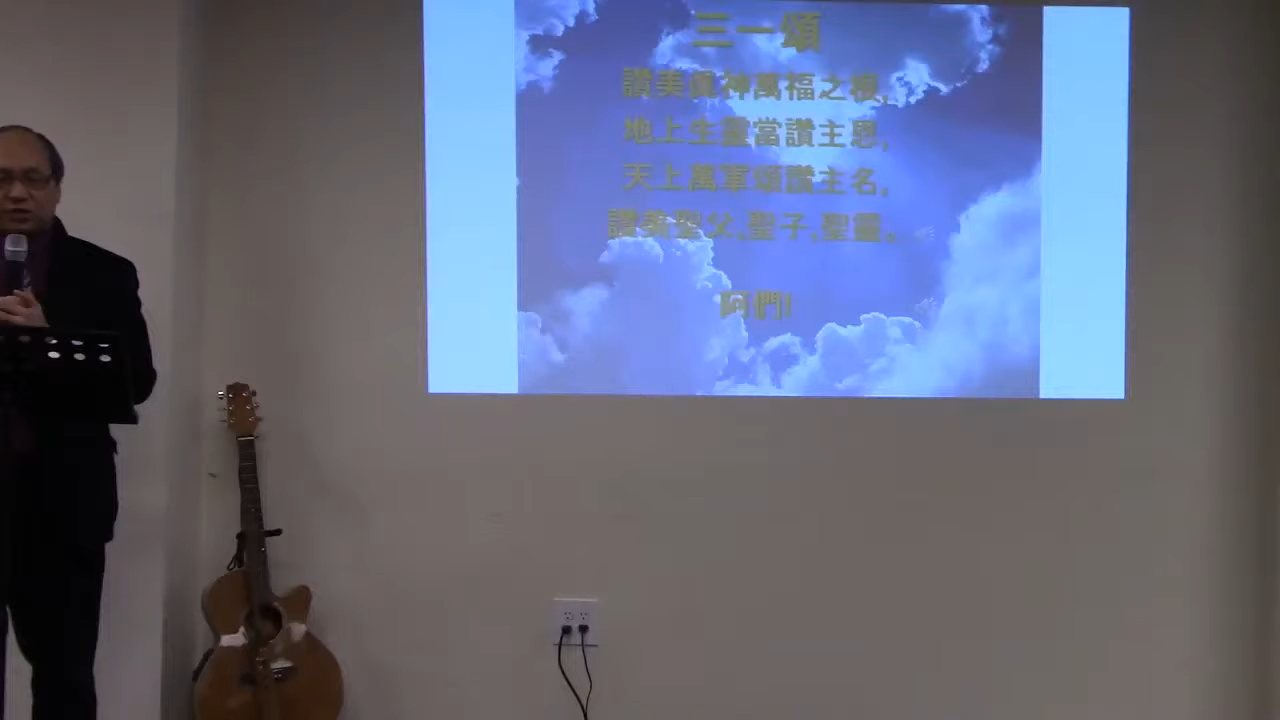 三一頌
讚美真神萬福之根,
地上生靈當讚主恩,
天上萬軍頌讚主名,
讚美聖父,聖子,聖靈。
阿們!